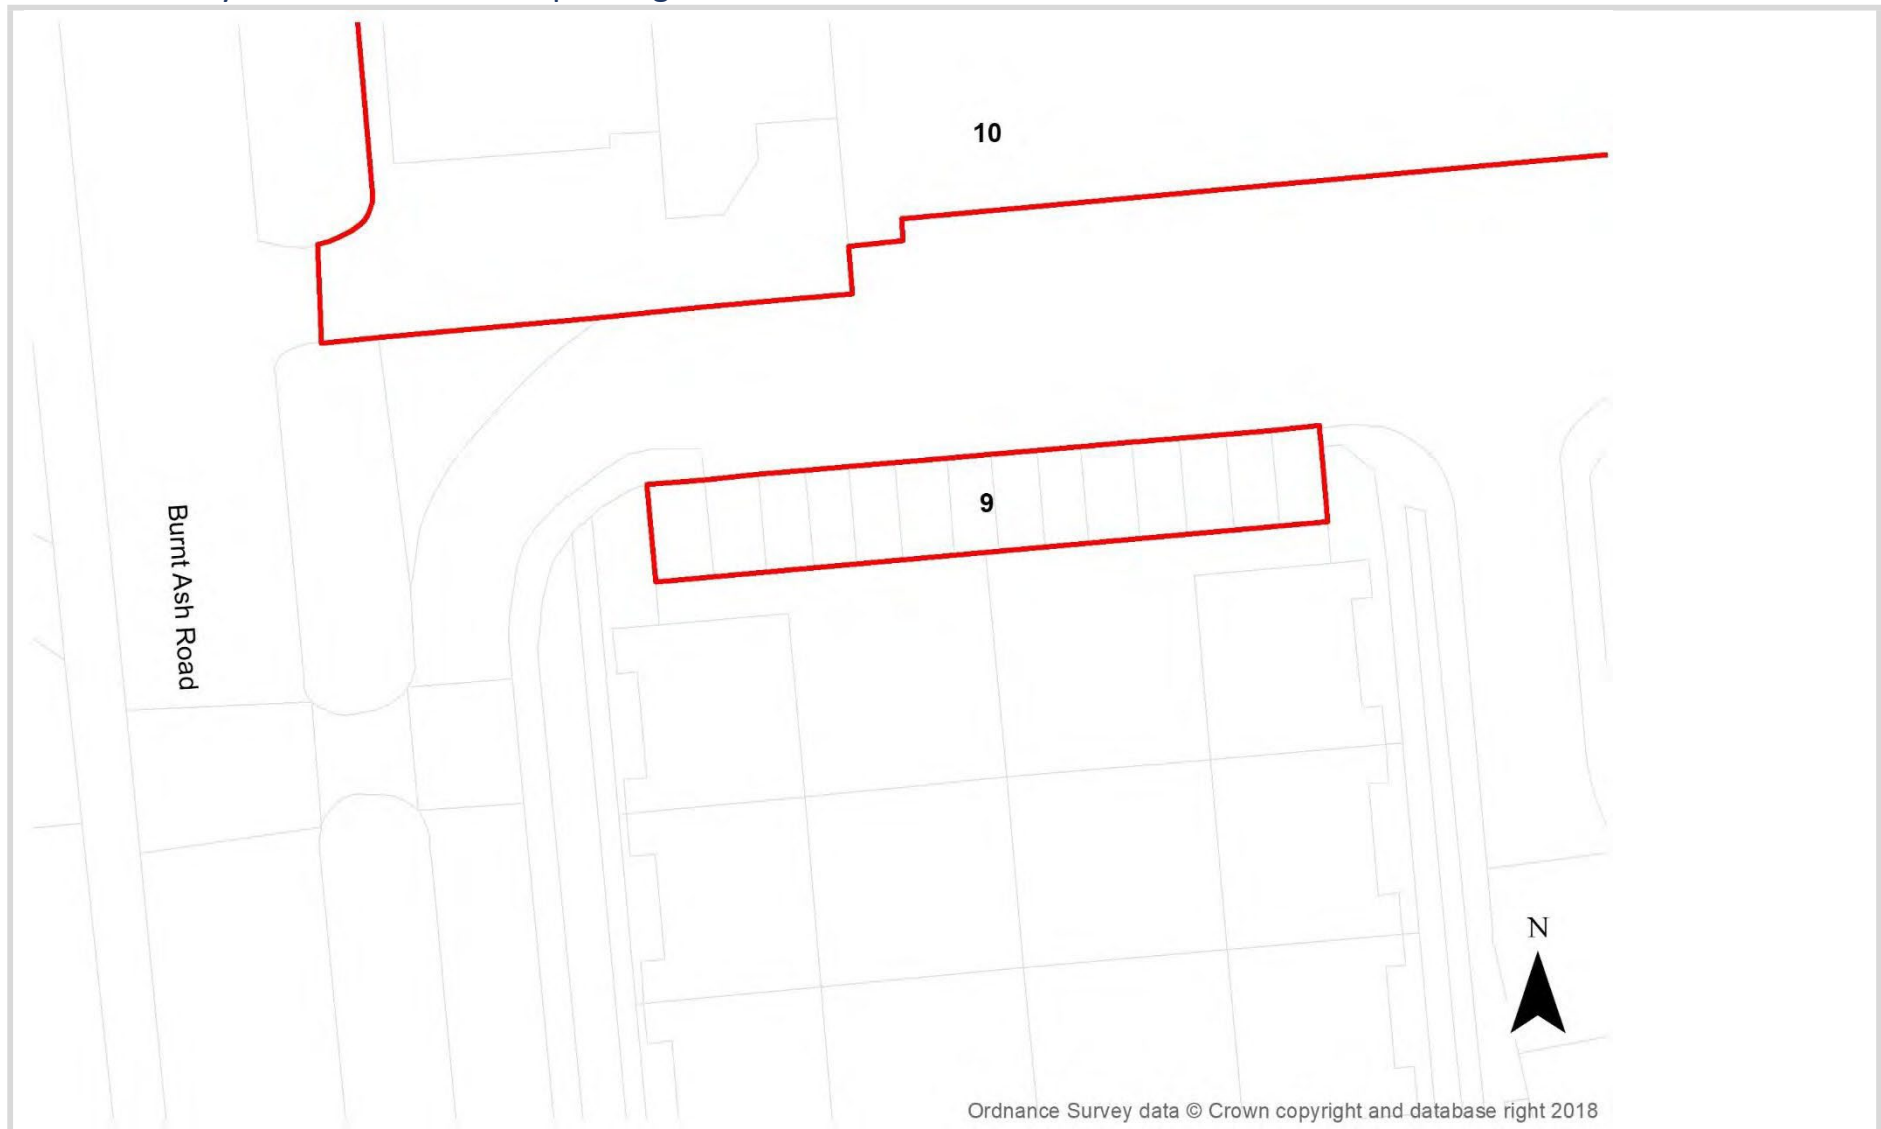 10
9
Burnt Ash Road
N
Ordnance Survey data © Crown copyright and database right 2018